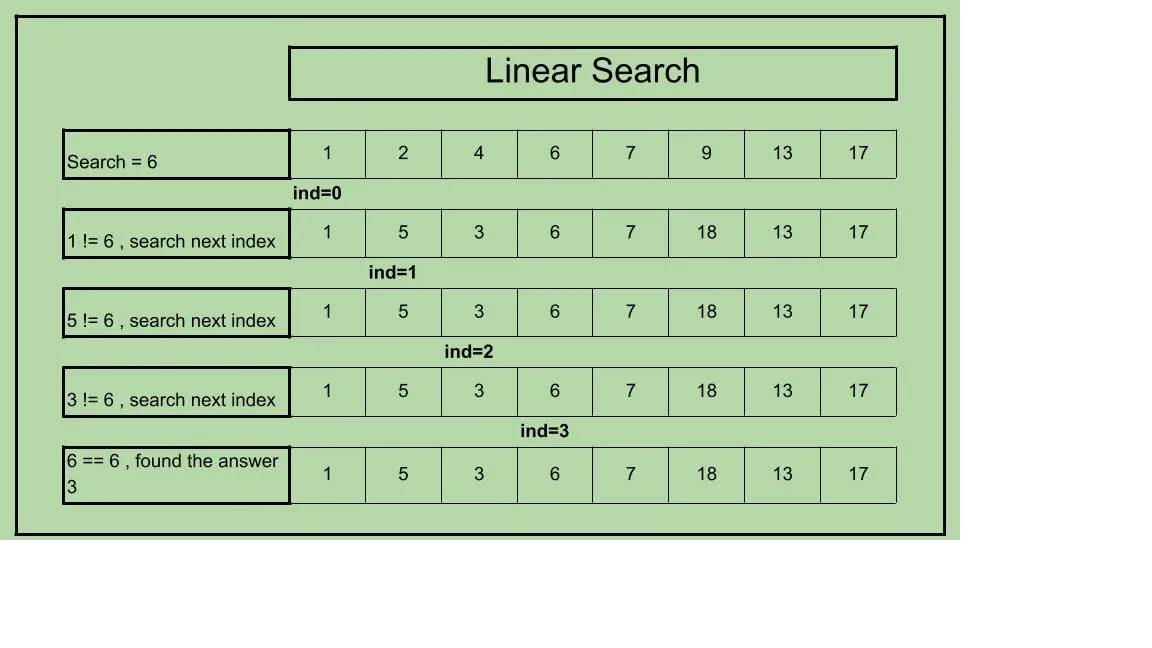 Linear Search
Search = 6 1 2 4 6 7 9 13 17
ind=0
1 != 6 , search next index 1 5 3 6 7 18 13 17
ind=1
5 != 6 , search next index 1 5 3 6 7 18 13 17
ind=2
3 != 6 , search next index 1 5 3 6 7 18 13 17
ind=3
6 == 6 , found the answer
3 1 5 3 6 7 18 13 17